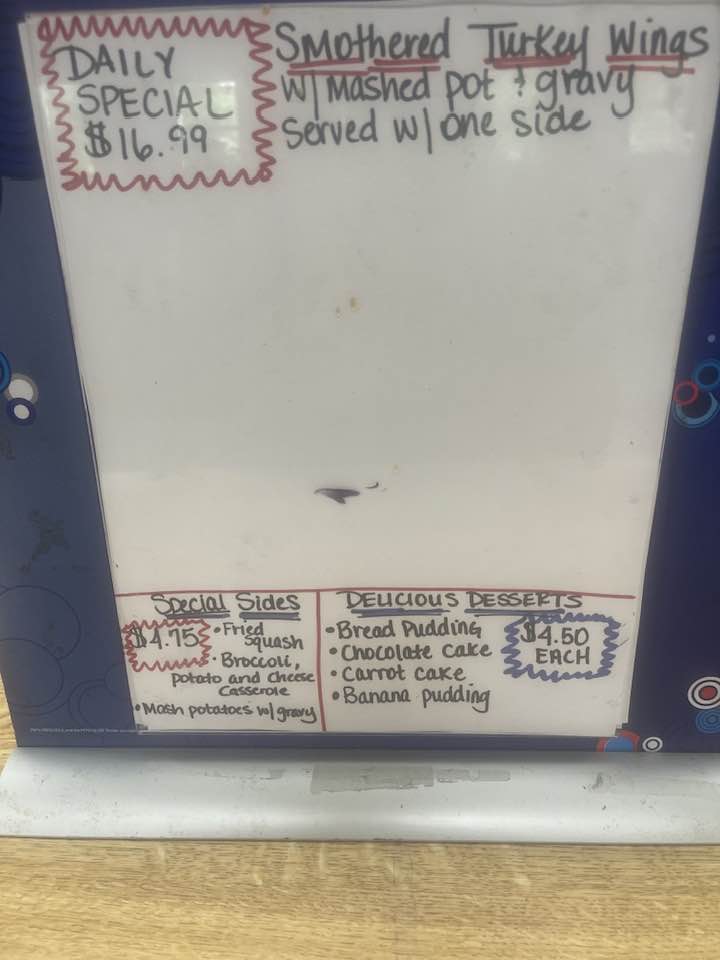 DAILY
SPECIAL
$16.99
Smothered Turkey Wings
w/ Mashed pot & gravy
Served w/ one side
Special Sides
$4.75
• Fried
Squash
• Broccoli,
potato and Cheese
Casserole
• Mash potatoes w/ gravy
DELICIOUS DESSERTS
• Bread Pudding
• Chocolate Cake
• Carrot cake
• Banana pudding
$4.50
EACH